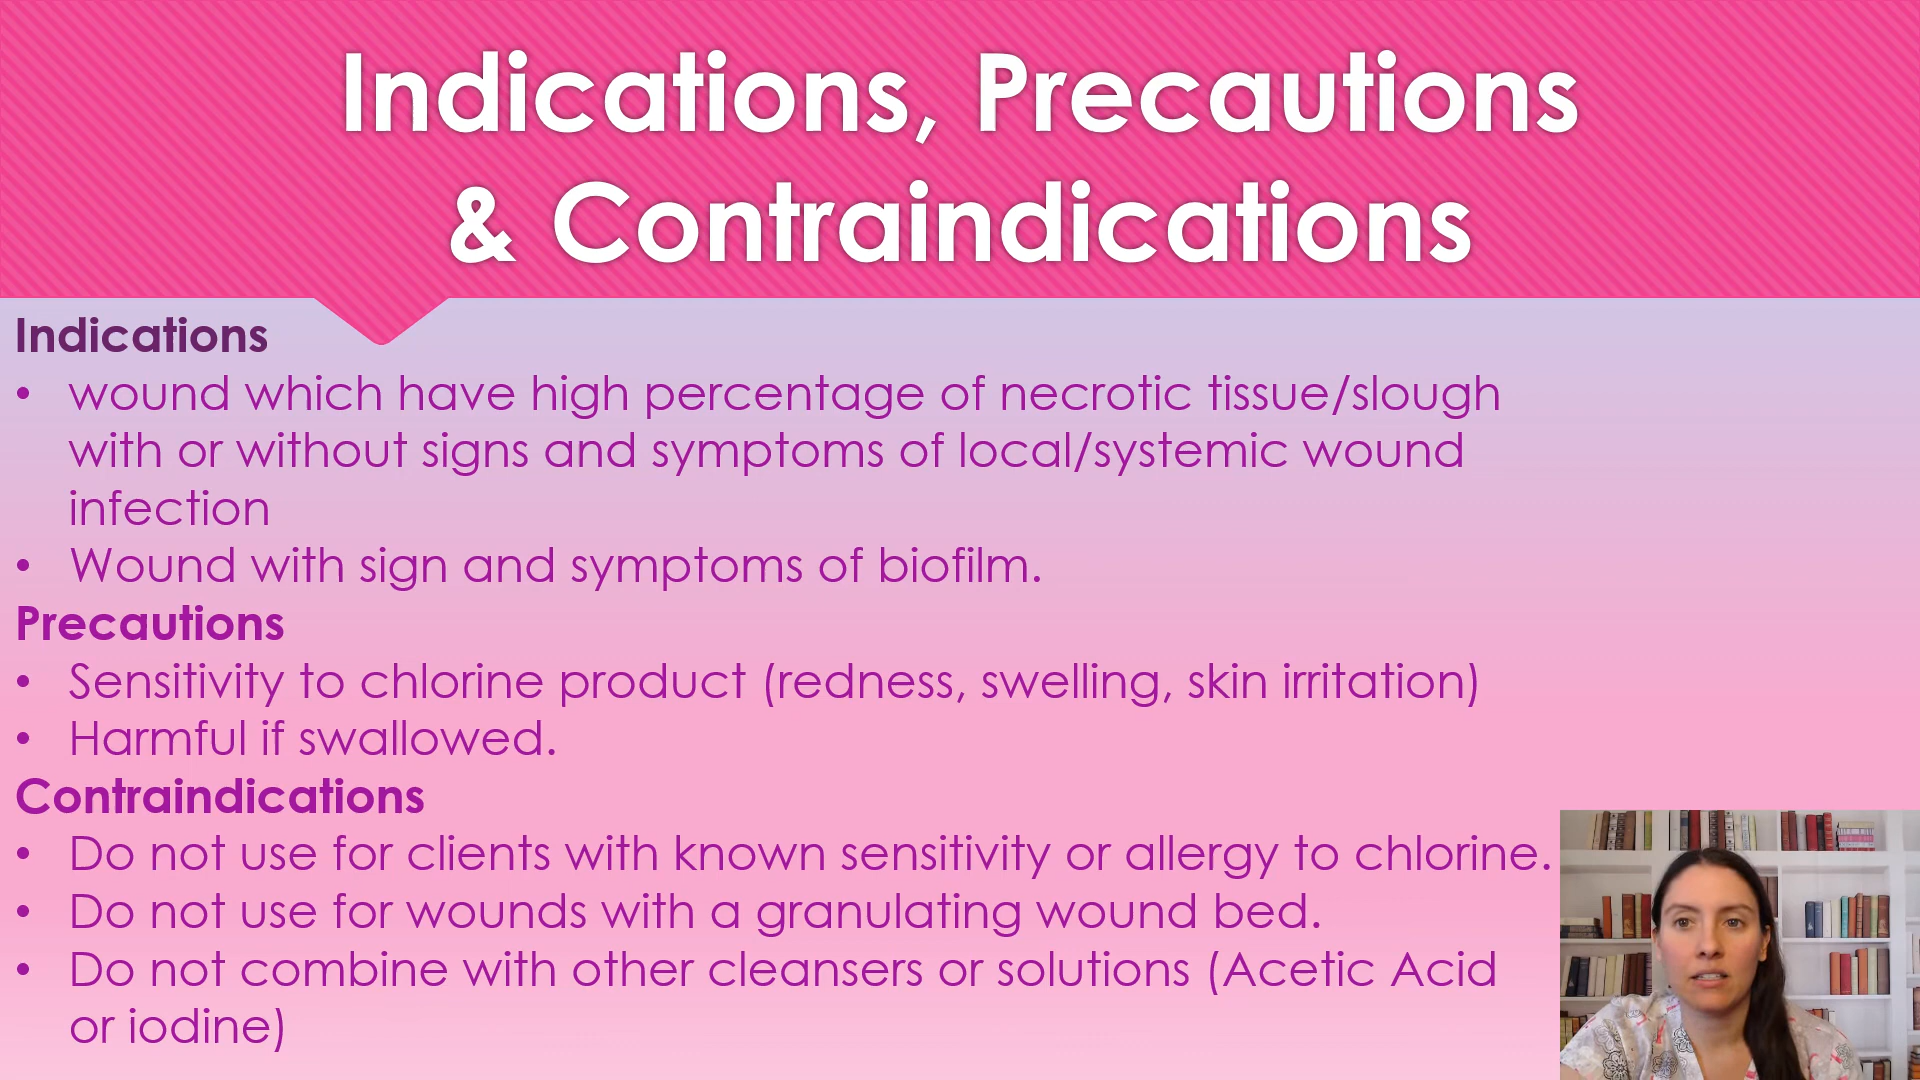 Indications, Precautions
& Contraindications
Indications
• wound which have high percentage of necrotic tissue/slough
with or without signs and symptoms of local/systemic wound
infection
• Wound with sign and symptoms of biofilm.
Precautions
• Sensitivity to chlorine product (redness, swelling, skin irritation)
• Harmful if swallowed.
Contraindications
• Do not use for clients with known sensitivity or allergy to chlorine.
• Do not use for wounds with a granulating wound bed.
• Do not combine with other cleansers or solutions (Acetic Acid
or iodine)